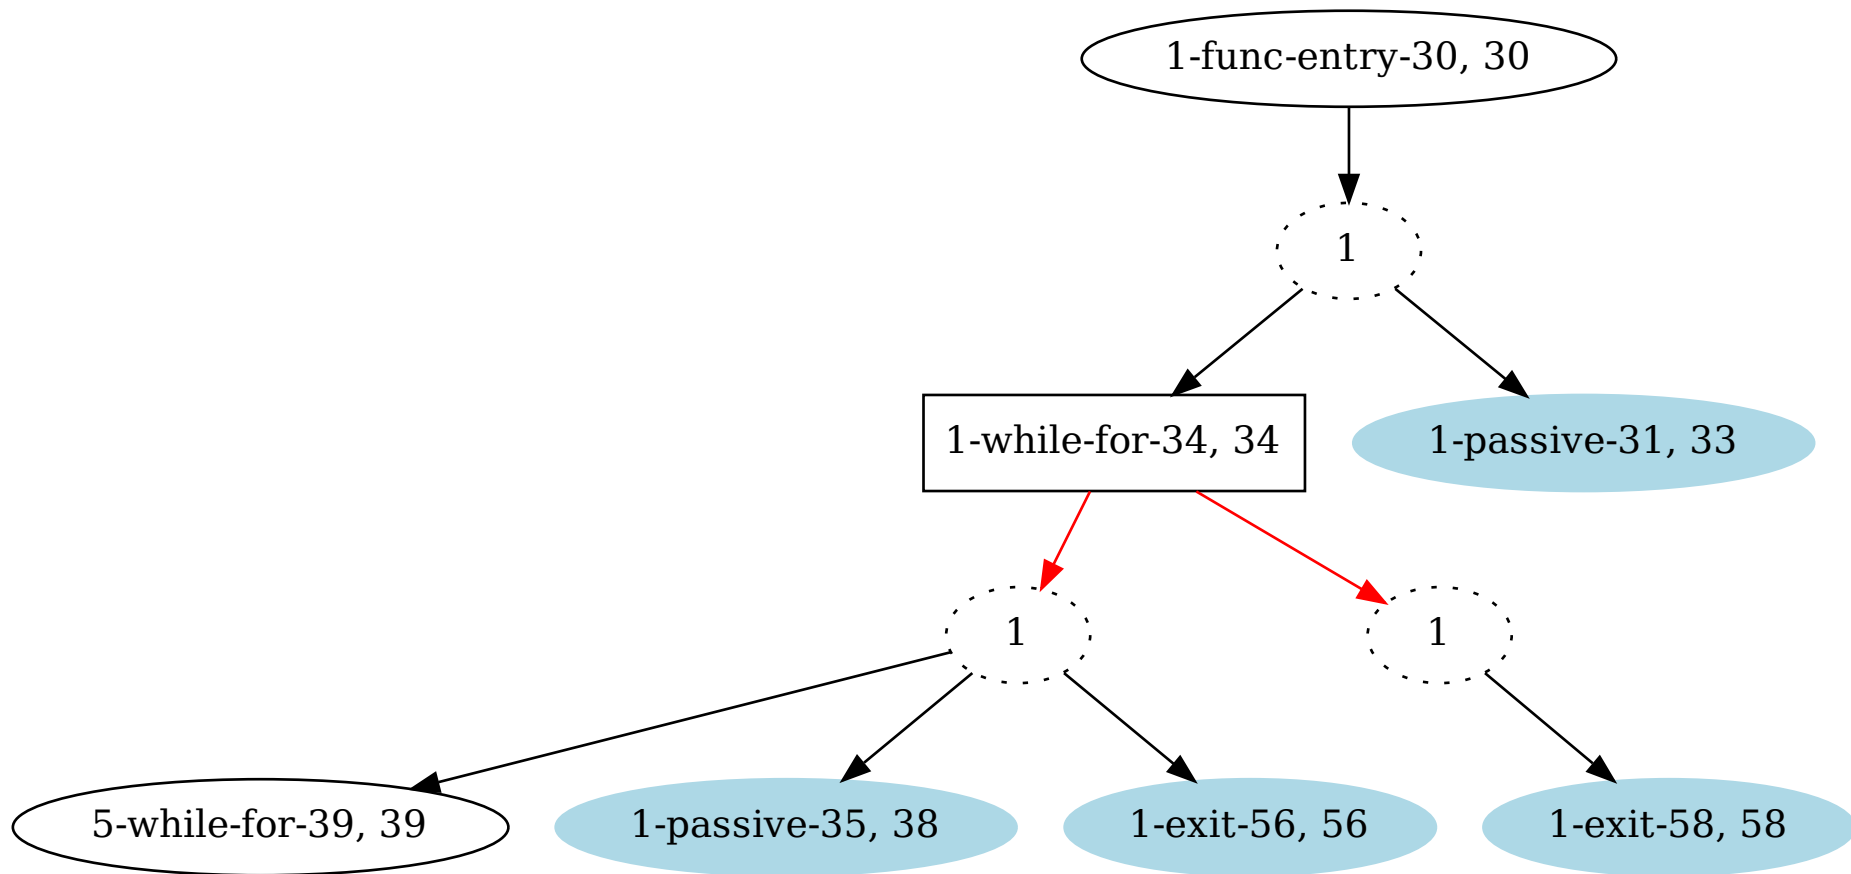 1-func-entry-30, 30
1
1-while-for-34, 34
1-passive-31, 33
1
1
5-while-for-39, 39
1-passive-35, 38
1-exit-56, 56
1-exit-58, 58